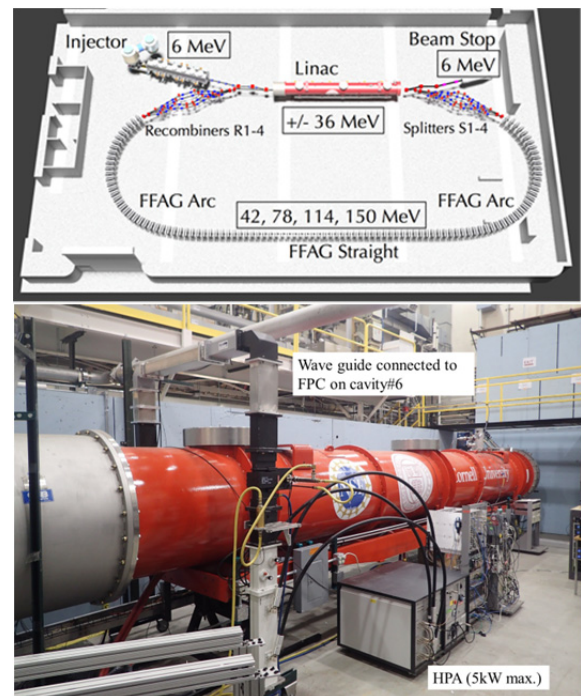 Injector
6 MeV
Linac
Beam Stop
6 MeV
+/- 36 MeV
Recombiners R1-4
Splitters S1-4
FFAG Arc
FFAG Arc
42, 78, 114, 150 MeV
FFAG Straight
Wave guide connected to
FPC on cavity#6
Cornell
University
HPA (5kW max.)